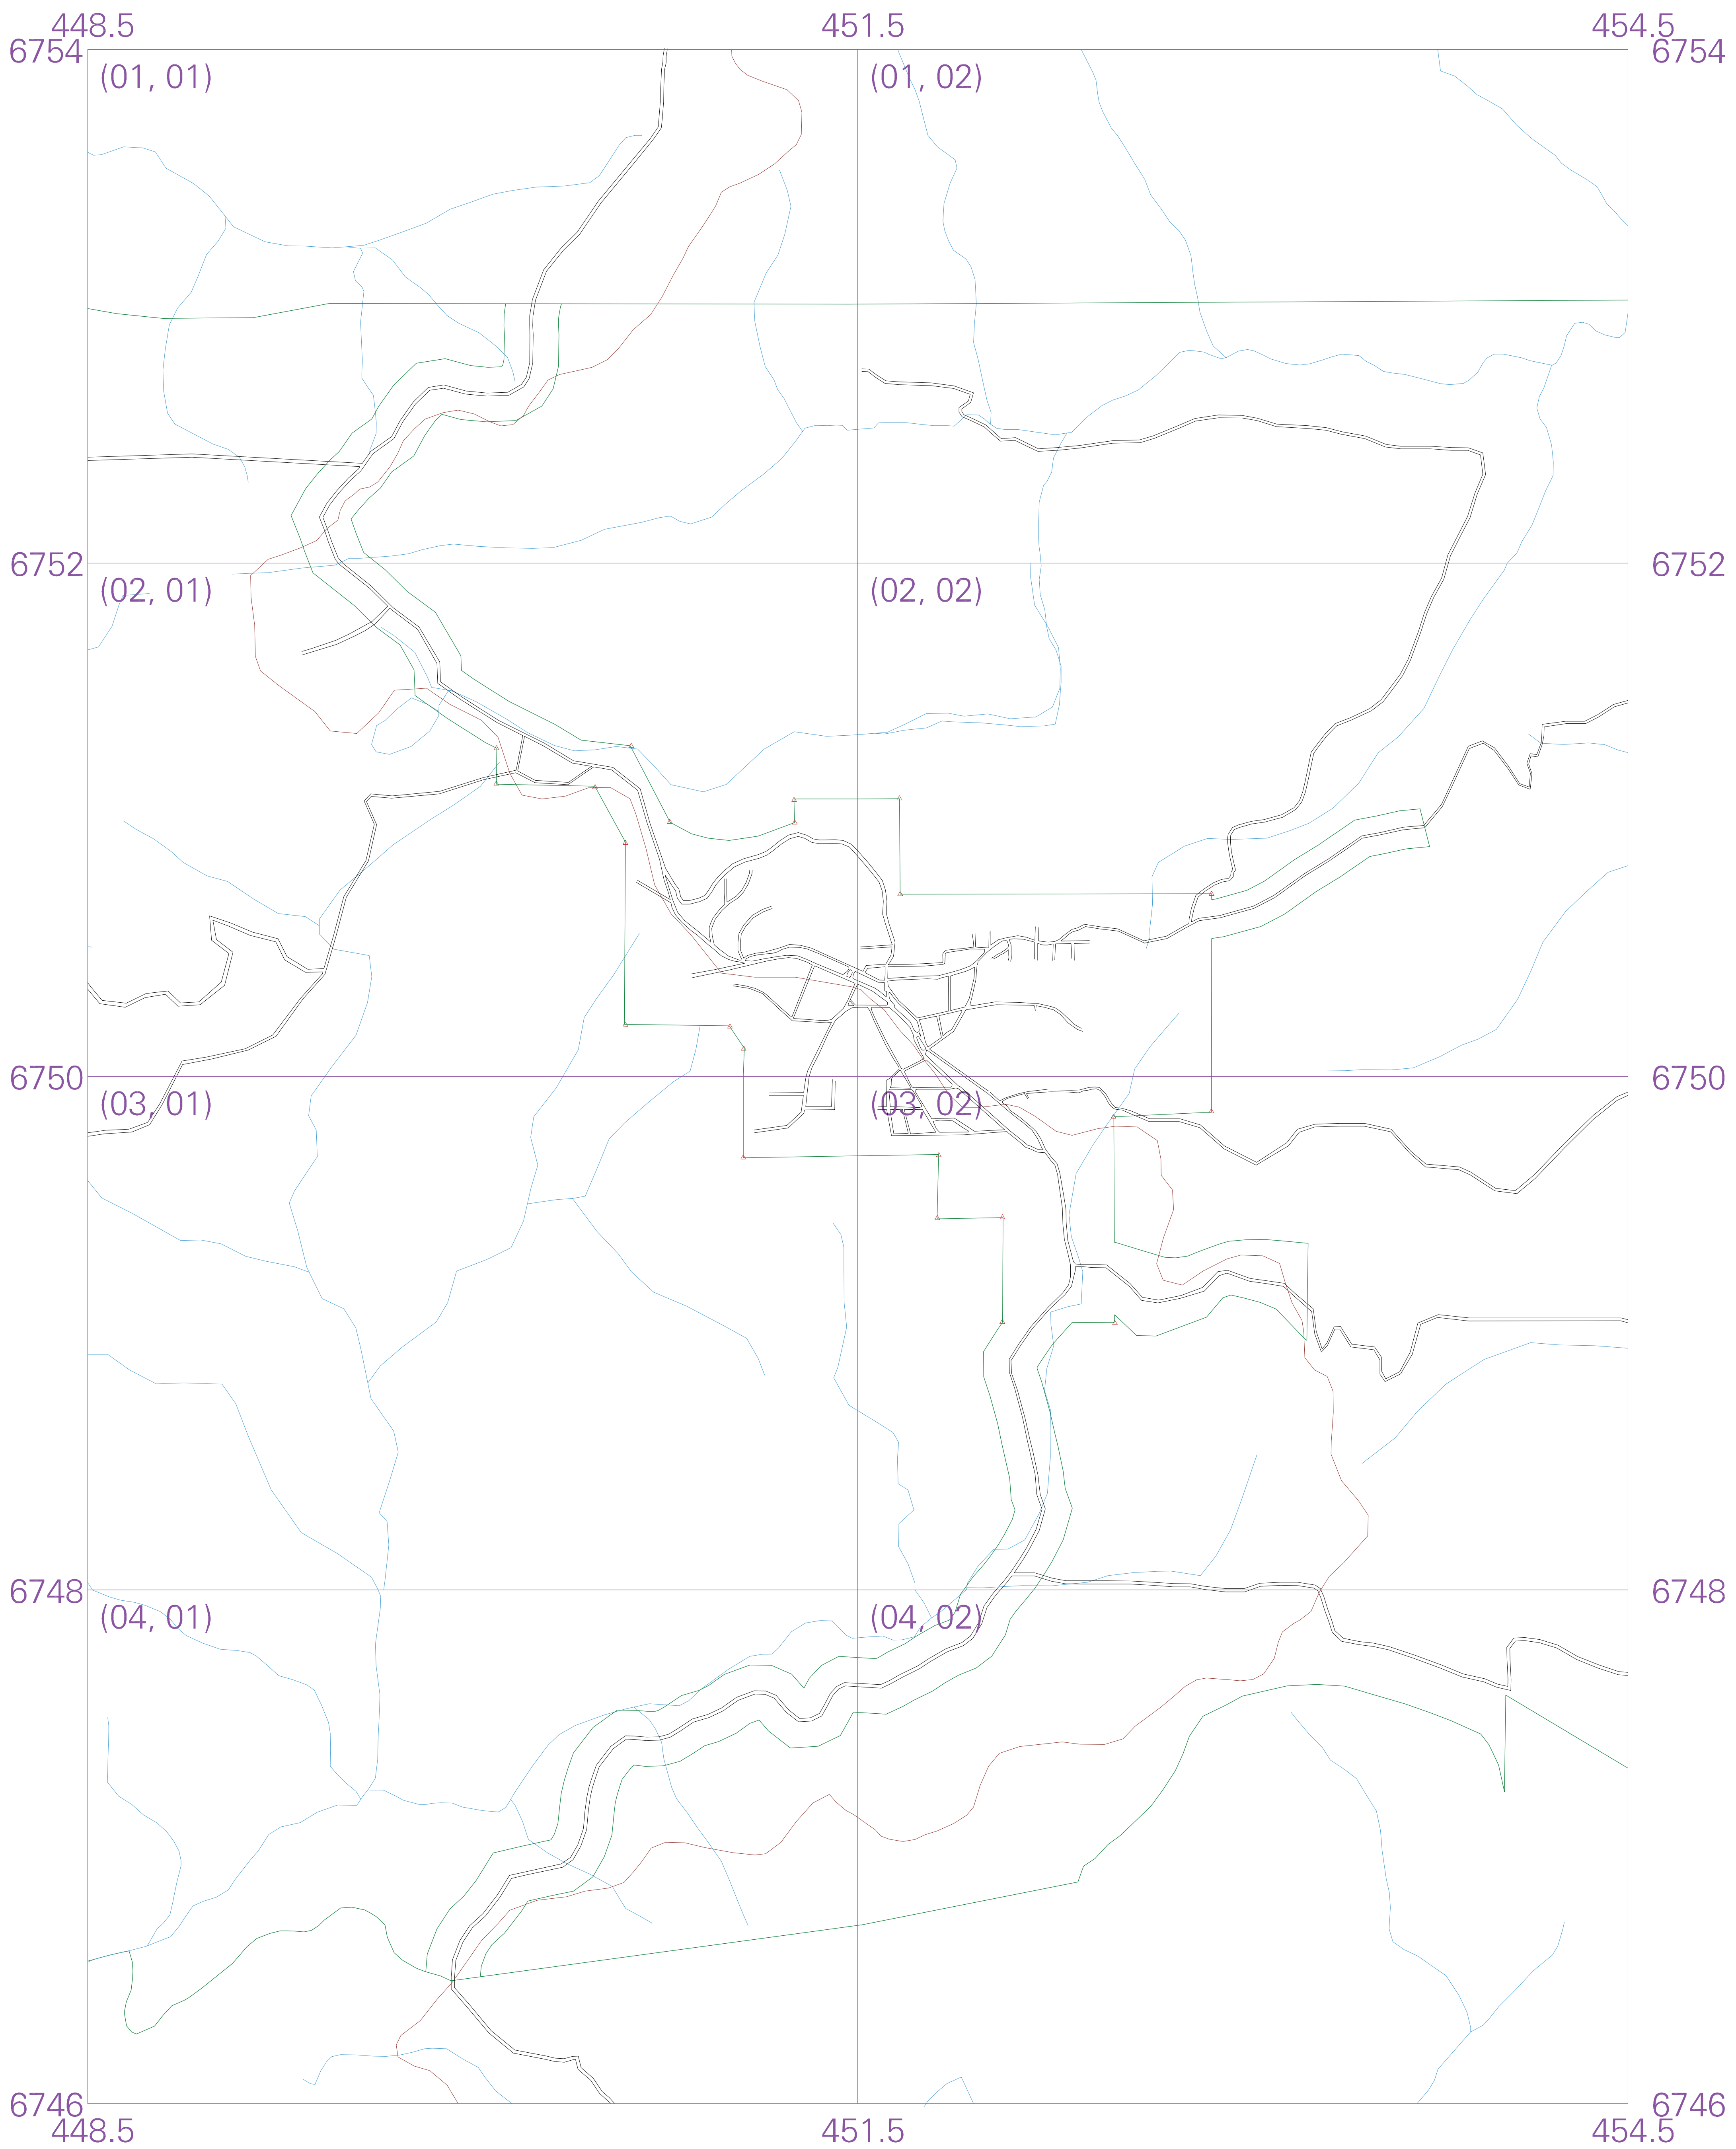 448.5 451.5 454.5
6754 6754
(01, 01) (01, 02)
6752 6752
(02, 01) (02, 02)
6750 6750
(03, 01) (03, 02)
6748 6748
(04, 01) (04, 02)
6746 6746
448.5 451.5 454.5